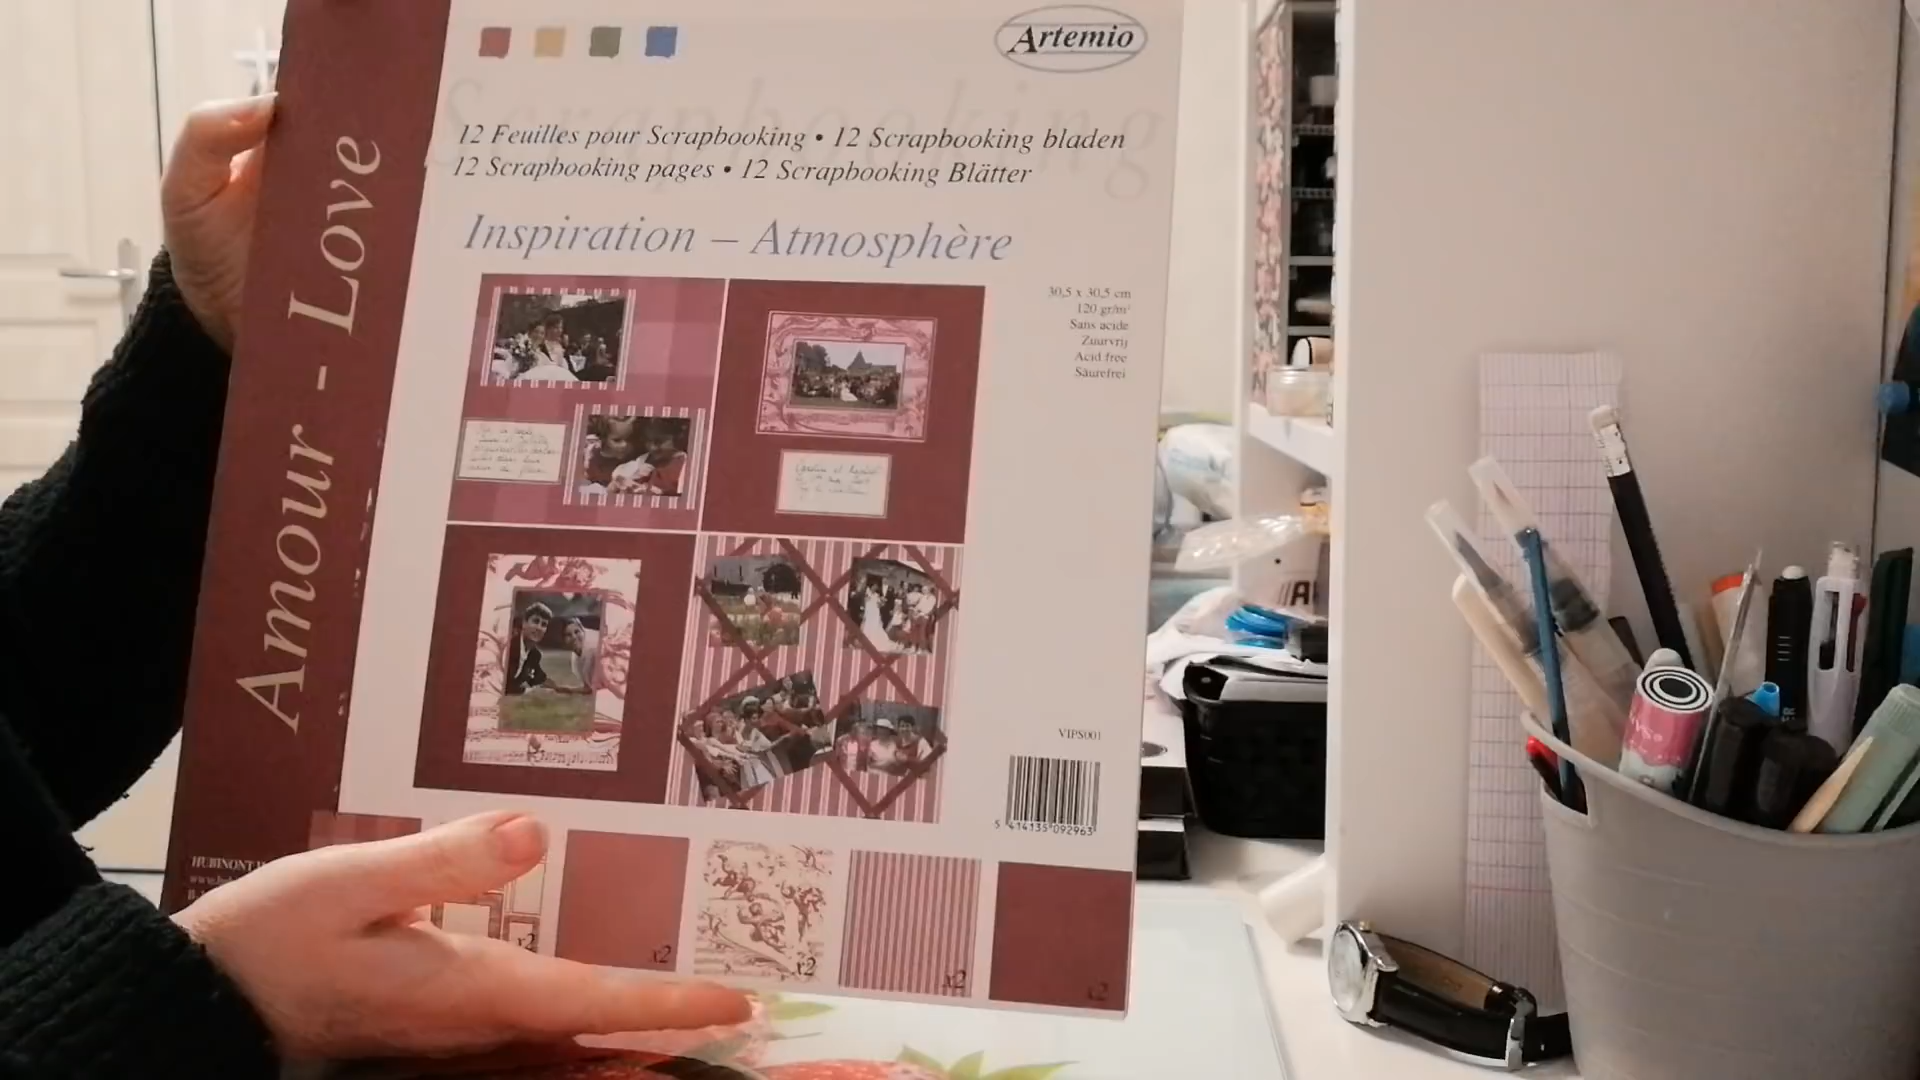 Artemio
Scrapbooking
12 Feuilles pour Scrapbooking • 12 Scrapbooking bladen
12 Scrapbooking pages • 12 Scrapbooking Blätter
Inspiration – Atmosphère
Amour - Love
30,5 x 30,5 cm
120 gr/m²
Sans acide
Zuurvrij
Acid free
Säurefrei
VIPS001
5 414135 092963
HUBINONT
x2
x2
x2
x2
x2